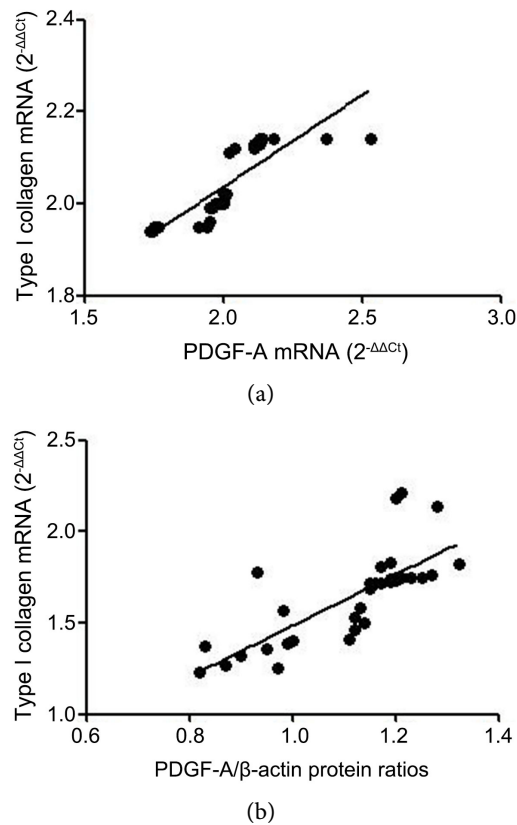 2.4
2.2
2.0
1.8
Type I collagen mRNA (2-ΔΔCt)
1.5 2.0 2.5 3.0
PDGF-A mRNA (2-ΔΔCt)
(a)
2.5
2.0
1.5
1.0
Type I collagen mRNA (2-ΔΔCt)
0.6 0.8 1.0 1.2 1.4
PDGF-A/β-actin protein ratios
(b)